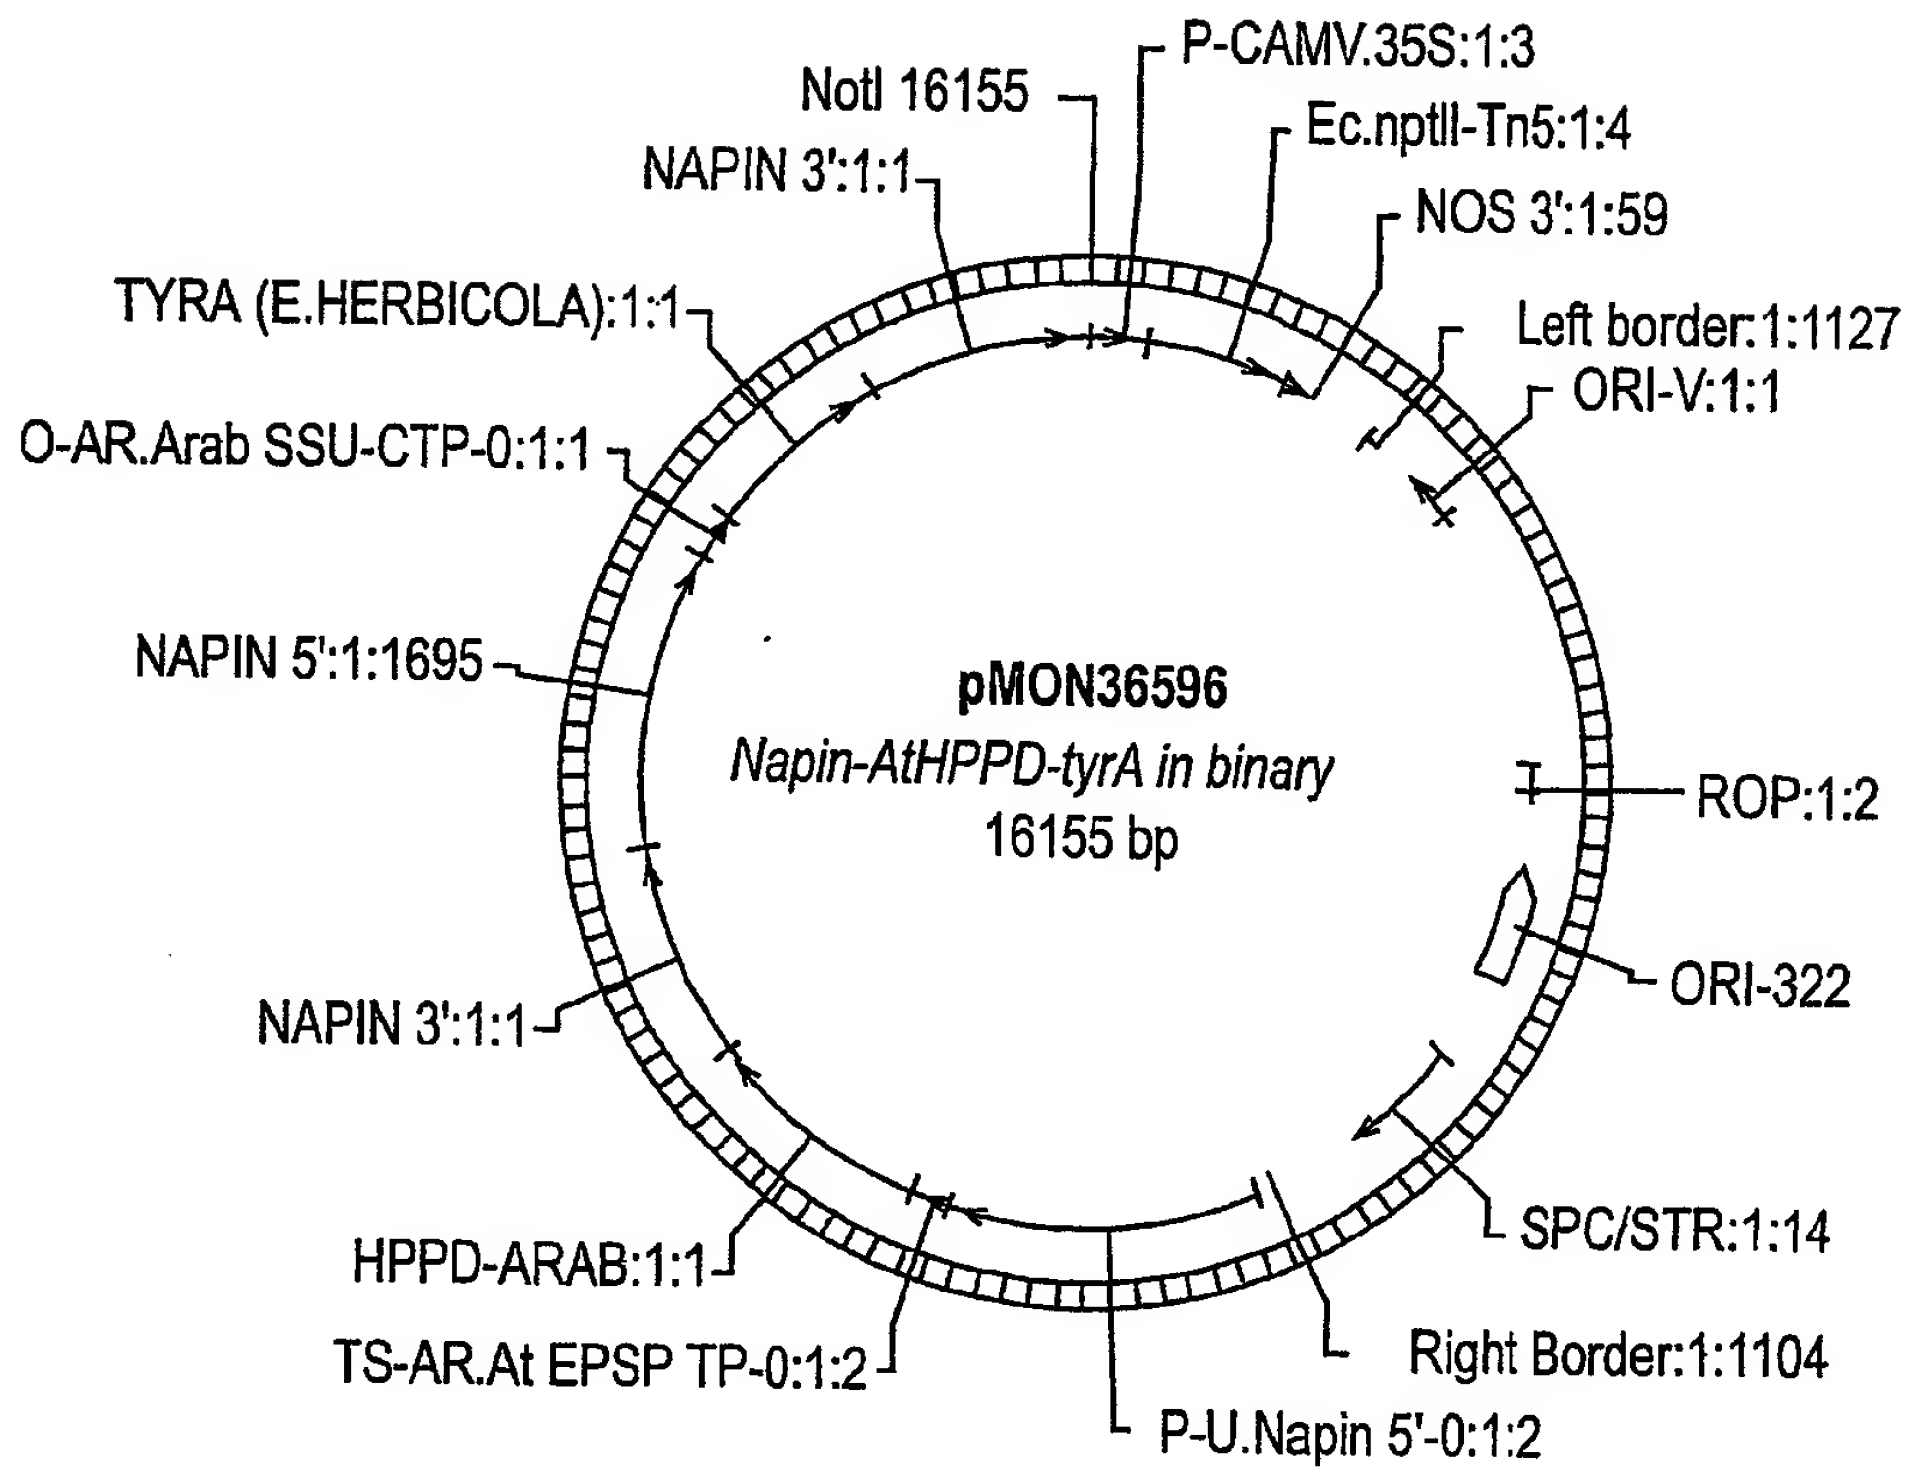 P-CAMV.35S:1:3
NotI 16155
Ec.nptII-Tn5:1:4
NAPIN 3':1:1
NOS 3':1:59
TYRA (E.HERBICOLA):1:1
Left border:1:1127
ORI-V:1:1
O-AR.Arab SSU-CTP-0:1:1
NAPIN 5':1:1695
pMON36596
Napin-AtHPPD-tyrA in binary
16155 bp
ROP:1:2
ORI-322
NAPIN 3':1:1
SPC/STR:1:14
HPPD-ARAB:1:1
Right Border:1:1104
TS-AR.At EPSP TP-0:1:2
P-U.Napin 5'-0:1:2